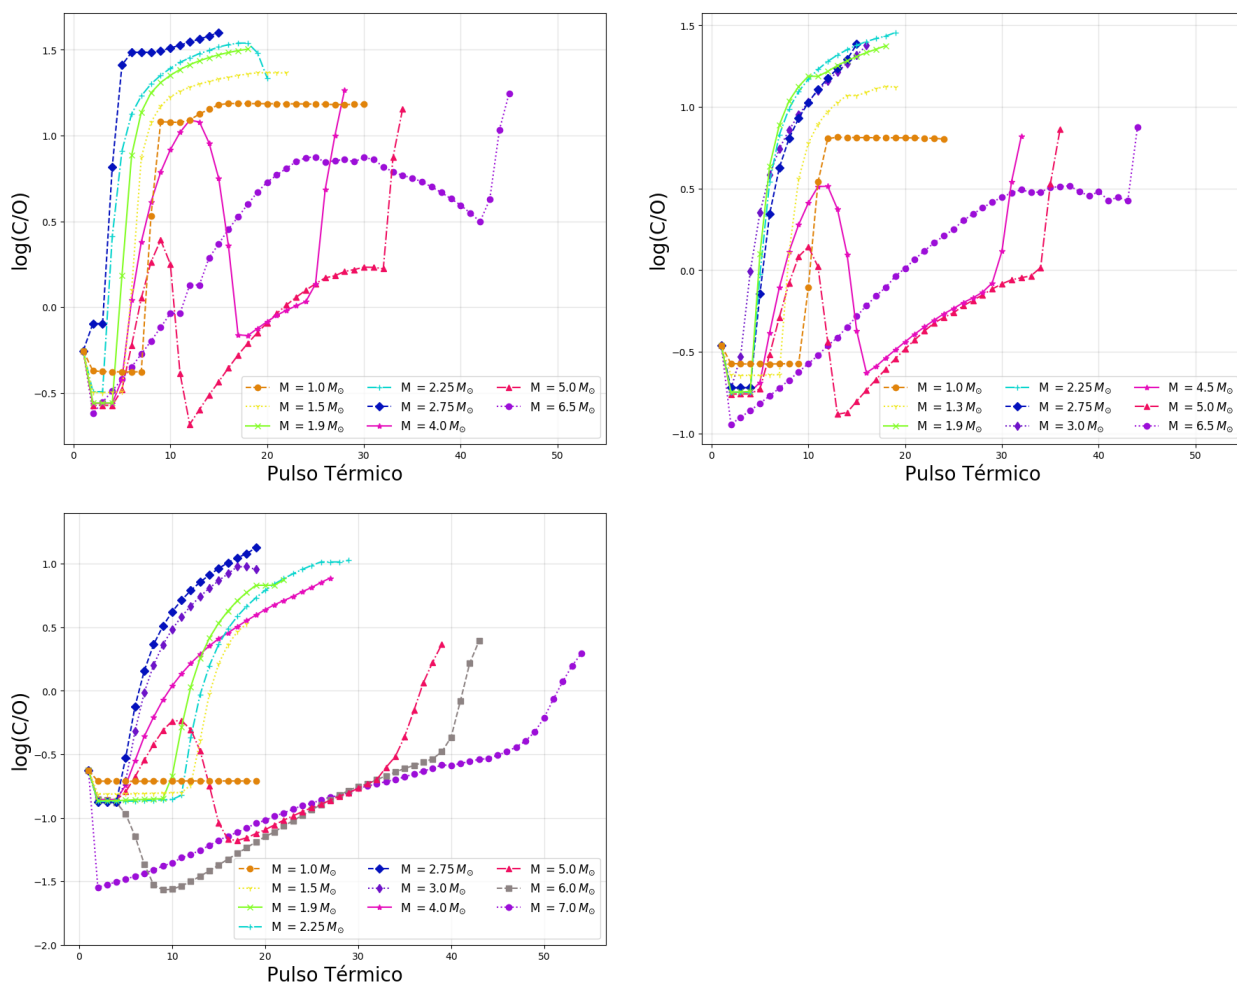 log(C/O)
1.5
1.0
0.5
0.0
−0.5
0
10
20
30
40
50
Pulso Térmico
M = 1.0 M⊙
M = 1.5 M⊙
M = 1.9 M⊙
M = 2.25 M⊙
M = 2.75 M⊙
M = 4.0 M⊙
M = 5.0 M⊙
M = 6.5 M⊙
log(C/O)
1.5
1.0
0.5
0.0
−0.5
−1.0
0
10
20
30
40
50
Pulso Térmico
M = 1.0 M⊙
M = 1.3 M⊙
M = 1.9 M⊙
M = 2.25 M⊙
M = 2.75 M⊙
M = 3.0 M⊙
M = 4.5 M⊙
M = 5.0 M⊙
M = 6.5 M⊙
log(C/O)
1.0
0.5
0.0
−0.5
−1.0
−1.5
−2.0
0
10
20
30
40
50
Pulso Térmico
M = 1.0 M⊙
M = 1.5 M⊙
M = 1.9 M⊙
M = 2.25 M⊙
M = 2.75 M⊙
M = 3.0 M⊙
M = 4.0 M⊙
M = 5.0 M⊙
M = 6.0 M⊙
M = 7.0 M⊙